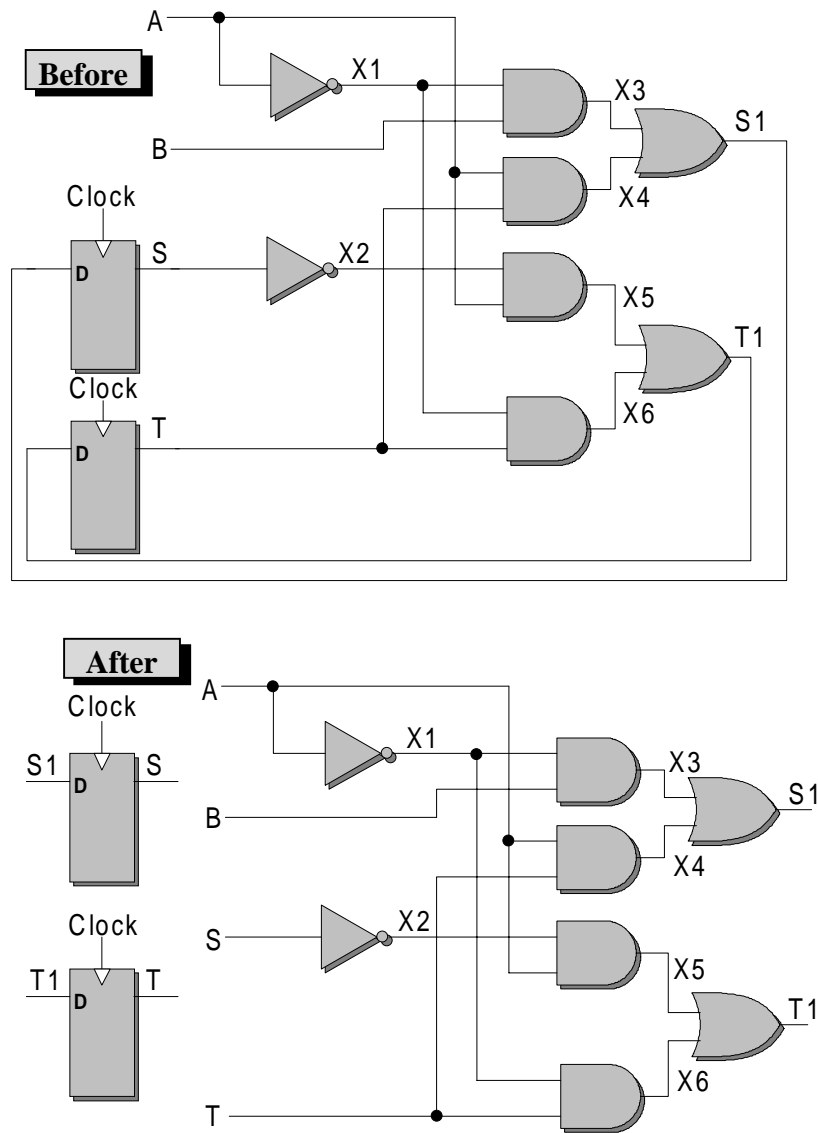 A
Before
X1
X3
S1
B
X4
Clock
S
X2
D
X5
T1
Clock
T
X6
D
After
A
Clock
X1
X3
S1
S
S1
D
B
X4
Clock
X2
S
X5
T1
T
T1
D
X6
T